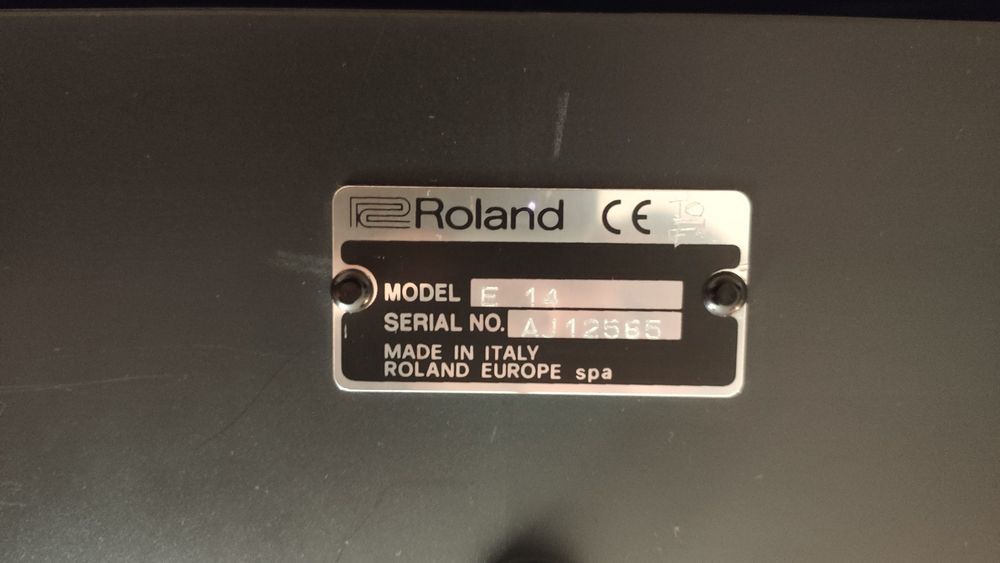 Roland CE
MODEL E 14
SERIAL NO. AJ12565
MADE IN ITALY
ROLAND EUROPE spa